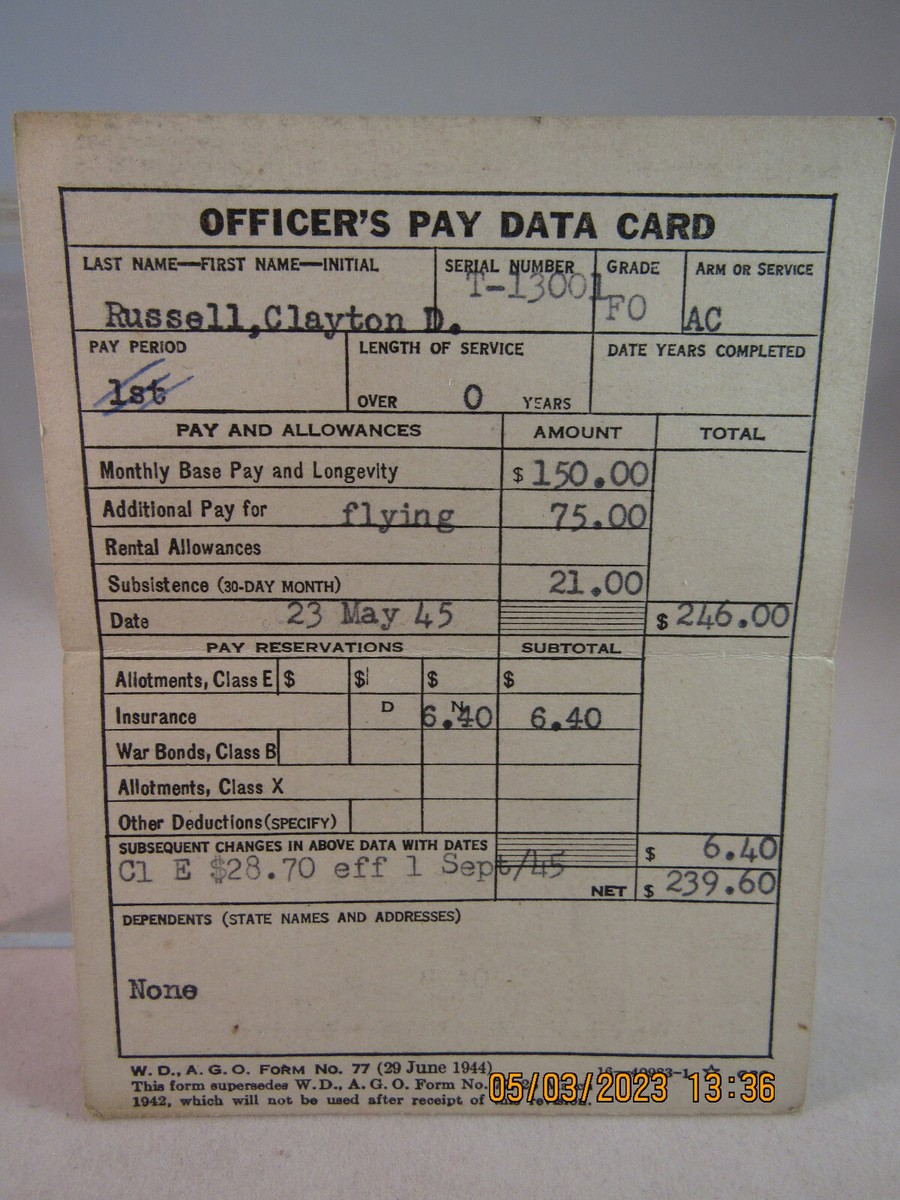 OFFICER'S PAY DATA CARD
LAST NAME—FIRST NAME—INITIAL SERIAL NUMBER GRADE ARM OR SERVICE
Russell,Clayton D. T-13001 FO AC
PAY PERIOD LENGTH OF SERVICE DATE YEARS COMPLETED
1st OVER 0 YEARS
PAY AND ALLOWANCES AMOUNT TOTAL
Monthly Base Pay and Longevity $150.00
Additional Pay for flying 75.00
Rental Allowances
Subsistence (30-DAY MONTH) 21.00
Date 23 May 45 $246.00
PAY RESERVATIONS SUBTOTAL
Allotments, Class E $ $ $ $
Insurance D N 6.40 6.40
War Bonds, Class B
Allotments, Class X
Other Deductions (SPECIFY)
SUBSEQUENT CHANGES IN ABOVE DATA WITH DATES $ 6.40
Cl E $28.70 eff 1 Sept/45
NET $ 239.60
DEPENDENTS (STATE NAMES AND ADDRESSES)
None
W. D., A. G. O. FORM No. 77 (29 June 1944)
This form supersedes W. D., A. G. O. Form No.
1942, which will not be used after receipt of this revision.
05/03/2023 13:36